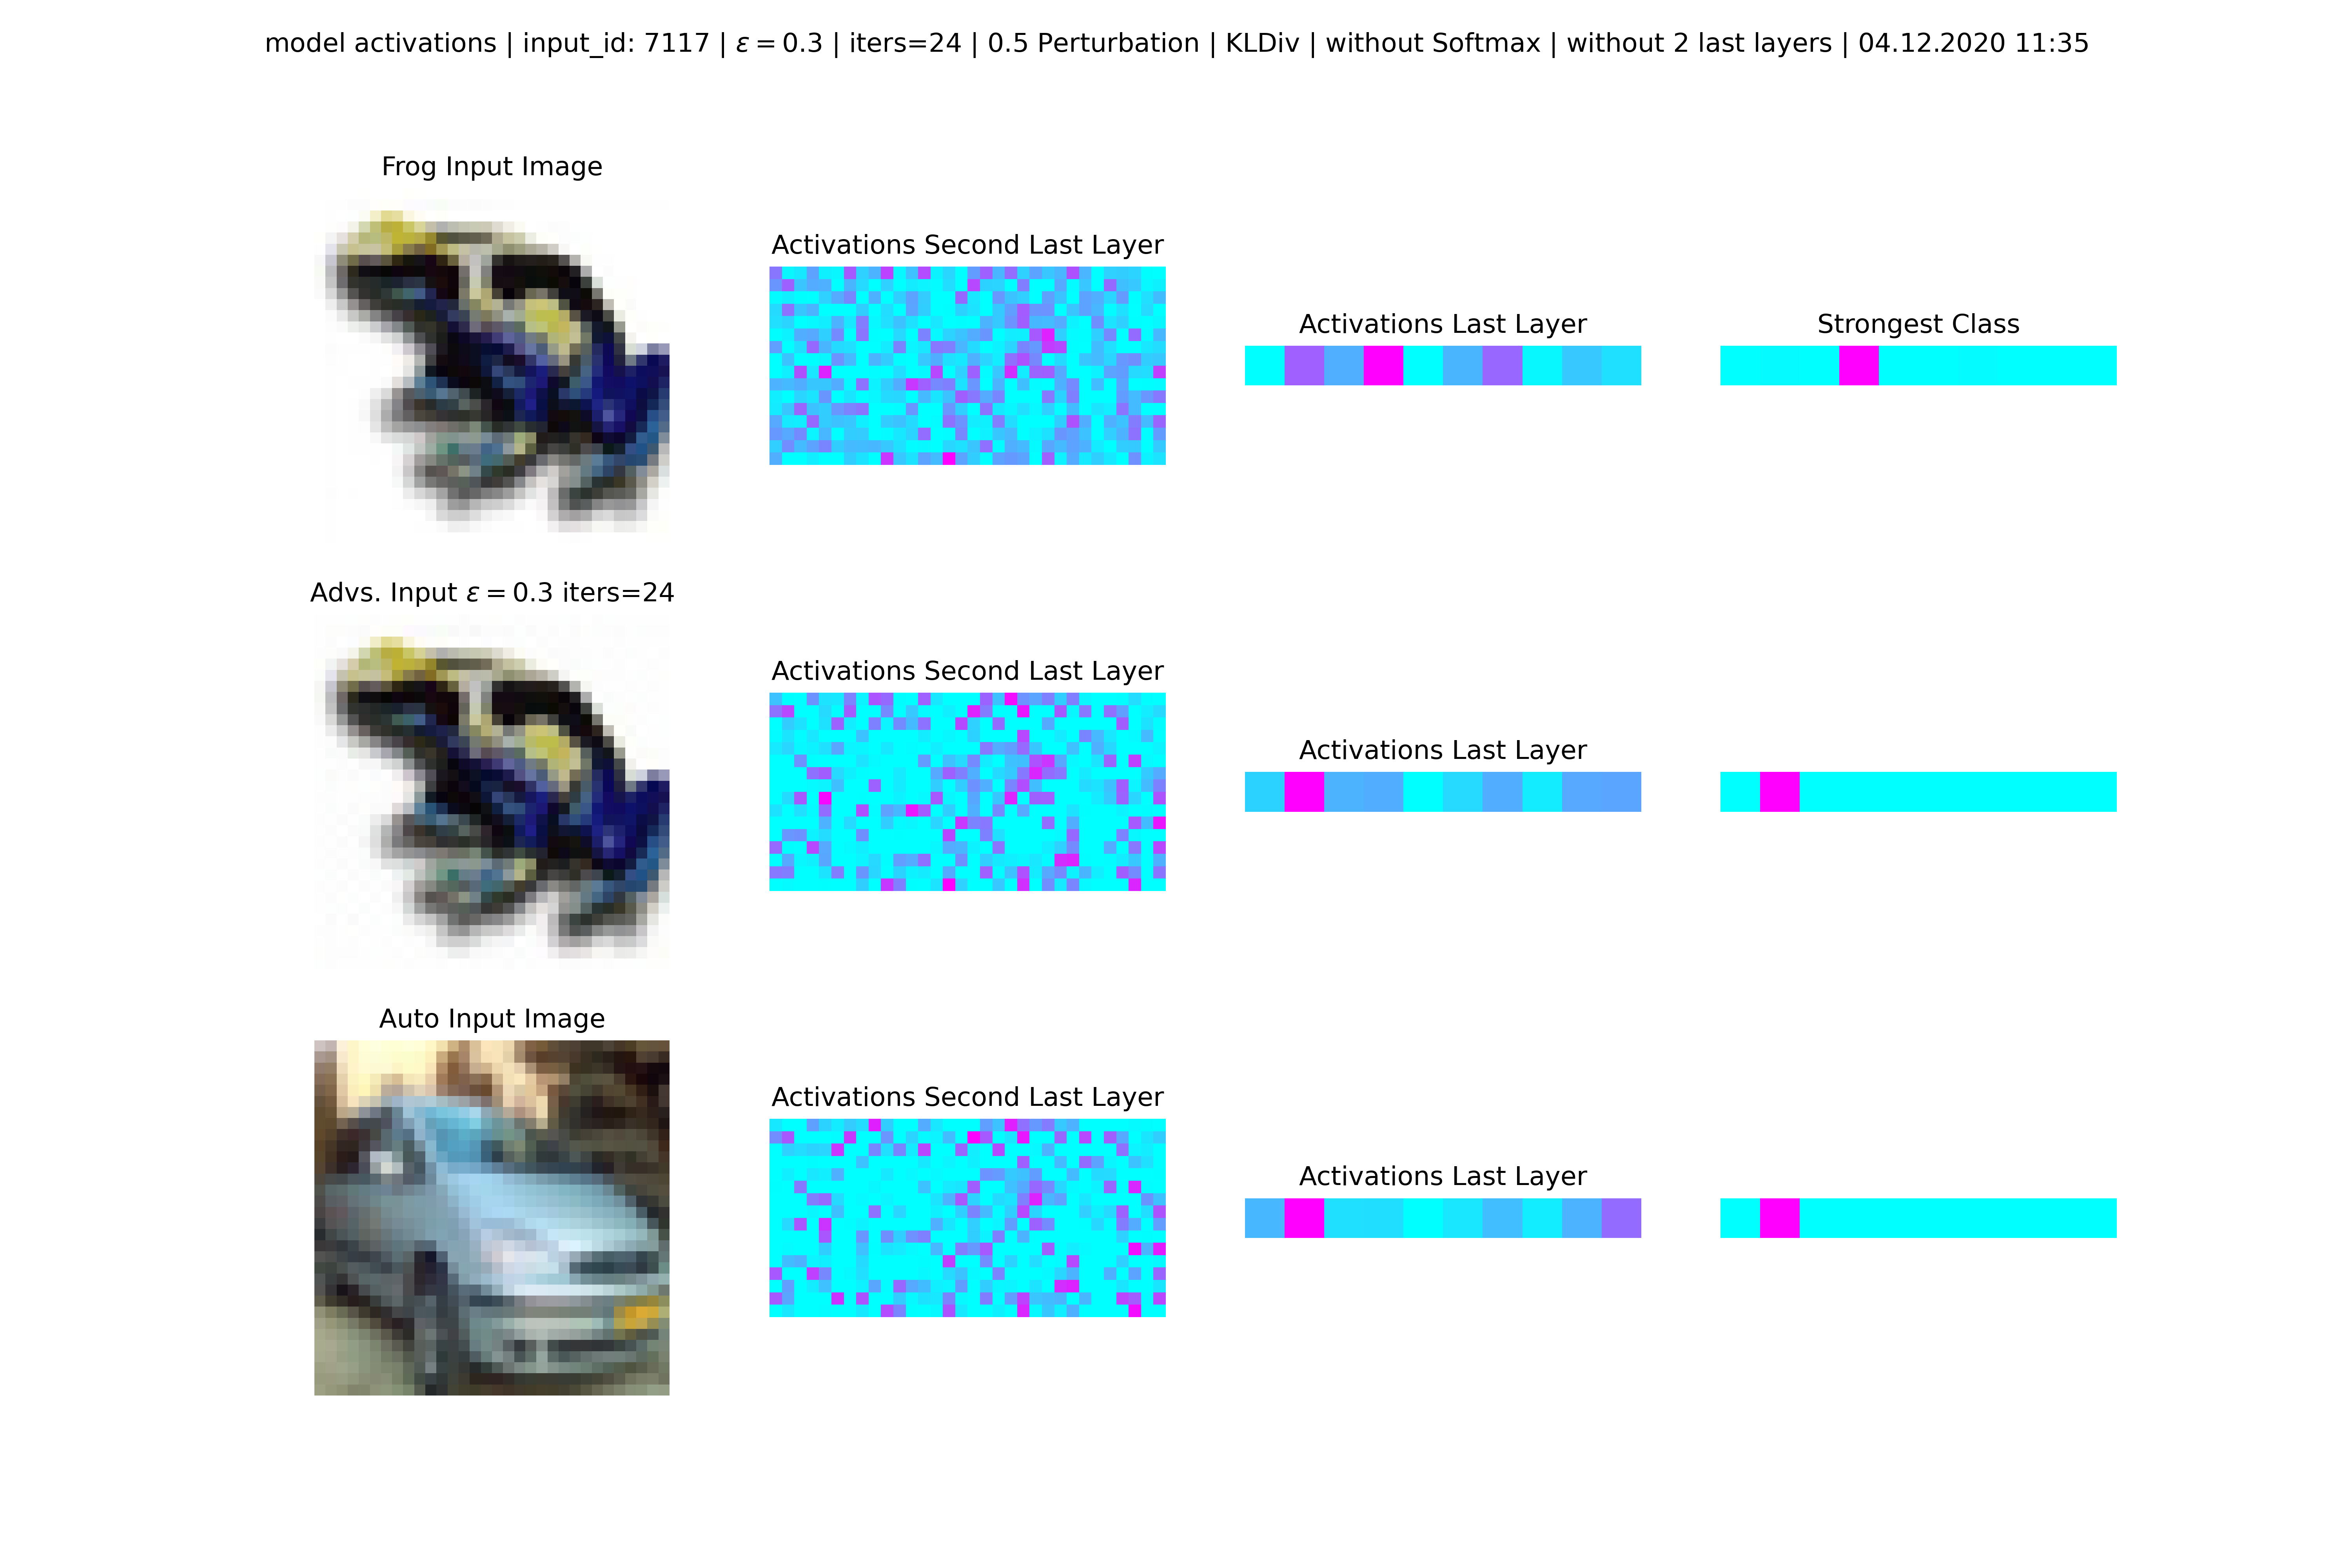 model activations | input_id: 7117 | ε = 0.3 | iters=24 | 0.5 Perturbation | KLDiv | without Softmax | without 2 last layers | 04.12.2020 11:35
Frog Input Image
Activations Second Last Layer
Activations Last Layer
Strongest Class
Advs. Input ε = 0.3 iters=24
Activations Second Last Layer
Activations Last Layer
Auto Input Image
Activations Second Last Layer
Activations Last Layer